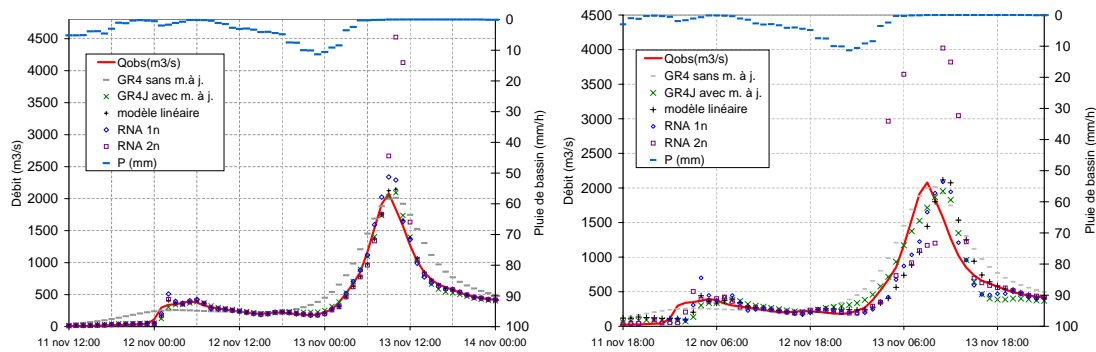 4500
4000
3500
3000
2500
2000
1500
1000
500
0
Débit (m3/s)
Qobs(m3/s)
GR4 sans m.à j.
GR4J avec m. à j.
modèle linéaire
RNA 1n
RNA 2n
P (mm)
0
10
20
30
40
50
60
70
80
90
100
Pluie de bassin (mm/h)
11 nov 12:00
12 nov 00:00
12 nov 12:00
13 nov 00:00
13 nov 12:00
14 nov 00:00
4500
4000
3500
3000
2500
2000
1500
1000
500
0
Débit (m3/s)
Qobs(m3/s)
GR4 sans m. à j.
GR4J avec m. à j.
modèle linéaire
RNA 1n
RNA 2n
P (mm)
0
10
20
30
40
50
60
70
80
90
100
Pluie de bassin (mm/h)
11 nov 18:00
12 nov 06:00
12 nov 18:00
13 nov 06:00
13 nov 18:00